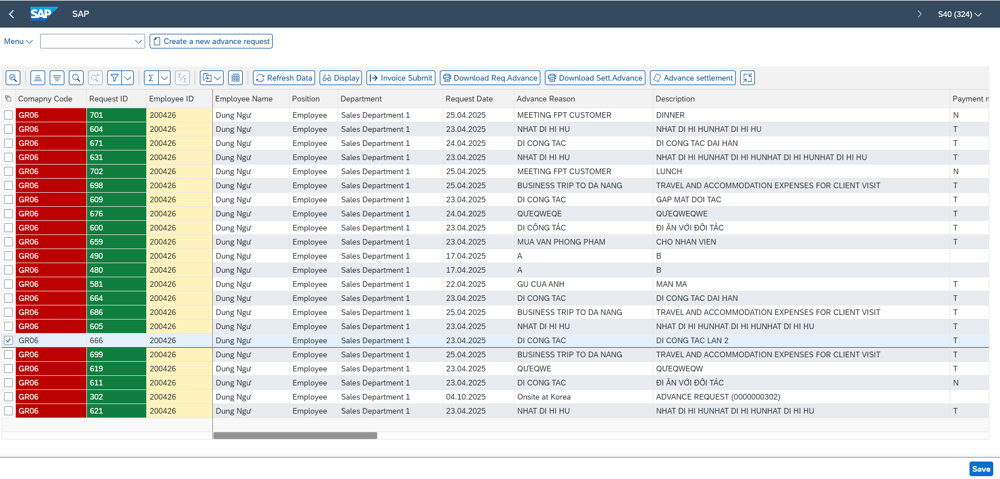 SAP SAP S40 (324)
Menu Create a new advance request
Refresh Data Display Invoice Submit Download Req.Advance Download Sett.Advance Advance settlement
Comapny Code Request ID Employee ID Employee Name Position Department Request Date Advance Reason Description Payment m
GR06 701 200426 Dung Ngư Employee Sales Department 1 25.04.2025 MEETING FPT CUSTOMER DINNER N
GR06 604 200426 Dung Ngư Employee Sales Department 1 23.04.2025 NHAT DI HI HU NHAT DI HI HUNHAT DI HI HU T
GR06 671 200426 Dung Ngư Employee Sales Department 1 24.04.2025 DI CONG TAC DI CONG TAC DAI HAN T
GR06 631 200426 Dung Ngư Employee Sales Department 1 23.04.2025 NHAT DI HI HU NHAT DI HI HUNHAT DI HI HUNHAT DI HI HUNHAT DI HI HU T
GR06 702 200426 Dung Ngư Employee Sales Department 1 25.04.2025 MEETING FPT CUSTOMER LUNCH N
GR06 698 200426 Dung Ngư Employee Sales Department 1 25.04.2025 BUSINESS TRIP TO DA NANG TRAVEL AND ACCOMMODATION EXPENSES FOR CLIENT VISIT T
GR06 609 200426 Dung Ngư Employee Sales Department 1 23.04.2025 DI CONG TAC GAP MAT DOI TAC T
GR06 676 200426 Dung Ngư Employee Sales Department 1 24.04.2025 QƯEQWEQE QƯEQWEQWE T
GR06 600 200426 Dung Ngư Employee Sales Department 1 23.04.2025 DI CÔNG TÁC ĐI ĂN VỚI ĐỐI TÁC T
GR06 659 200426 Dung Ngư Employee Sales Department 1 23.04.2025 MUA VAN PHONG PHAM CHO NHAN VIEN T
GR06 490 200426 Dung Ngư Employee Sales Department 1 17.04.2025 A B
GR06 480 200426 Dung Ngư Employee Sales Department 1 17.04.2025 A B
GR06 581 200426 Dung Ngư Employee Sales Department 1 22.04.2025 GU CUA ANH MAN MA T
GR06 664 200426 Dung Ngư Employee Sales Department 1 23.04.2025 DI CONG TAC DI CONG TAC DAI HAN T
GR06 686 200426 Dung Ngư Employee Sales Department 1 25.04.2025 BUSINESS TRIP TO DA NANG TRAVEL AND ACCOMMODATION EXPENSES FOR CLIENT VISIT T
GR06 605 200426 Dung Ngư Employee Sales Department 1 23.04.2025 NHAT DI HI HU NHAT DI HI HUNHAT DI HI HUNHAT DI HI HU T
GR06 666 200426 Dung Ngư Employee Sales Department 1 23.04.2025 DI CONG TAC DI CONG TAC LAN 2 T
GR06 699 200426 Dung Ngư Employee Sales Department 1 25.04.2025 BUSINESS TRIP TO DA NANG TRAVEL AND ACCOMMODATION EXPENSES FOR CLIENT VISIT T
GR06 619 200426 Dung Ngư Employee Sales Department 1 23.04.2025 QƯEQWE QƯEQWEQW T
GR06 611 200426 Dung Ngư Employee Sales Department 1 23.04.2025 DI CONG TAC ĐI ĂN VỚI ĐỐI TÁC N
GR06 302 200426 Dung Ngư Employee Sales Department 1 04.10.2025 Onsite at Korea ADVANCE REQUEST (0000000302)
GR06 621 200426 Dung Ngư Employee Sales Department 1 23.04.2025 NHAT DI HI HU NHAT DI HI HUNHAT DI HI HUNHAT DI HI HU T
Save